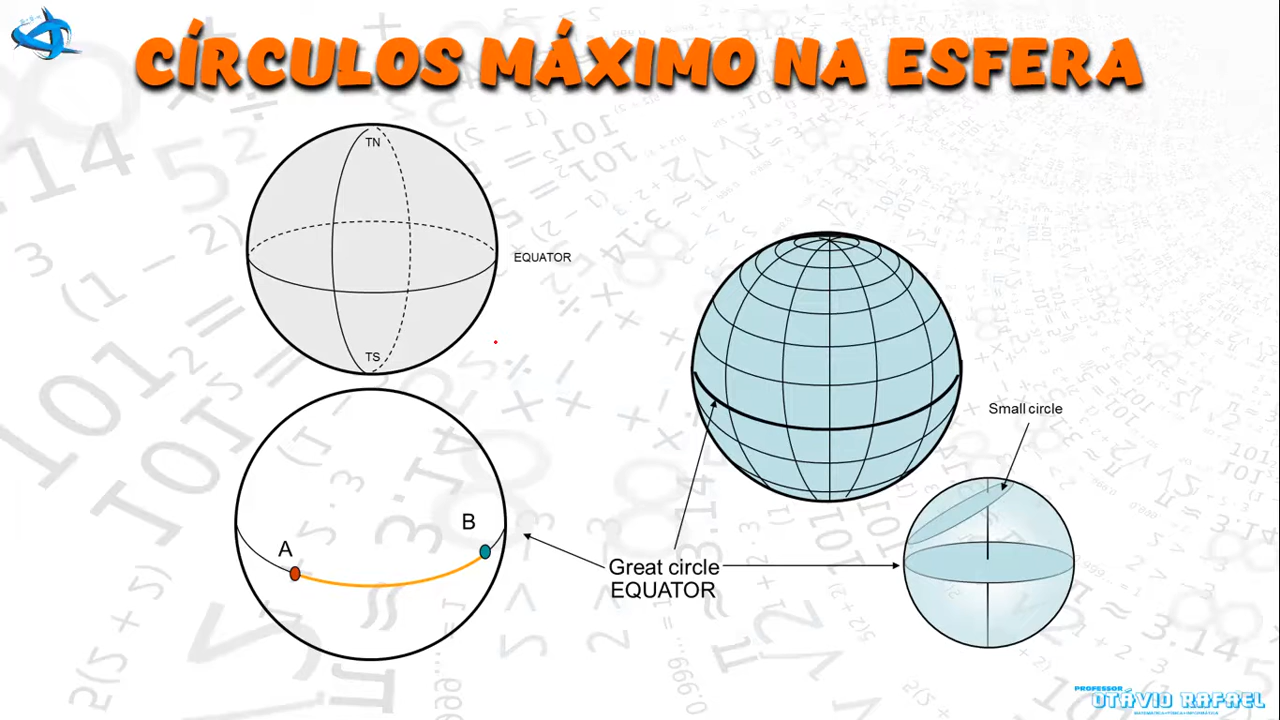 CÍRCULOS MÁXIMO NA ESFERA
TN
EQUATOR
TS
A
B
Small circle
Great circle
EQUATOR
PROFESSOR
OTÁVIO RAFAEL